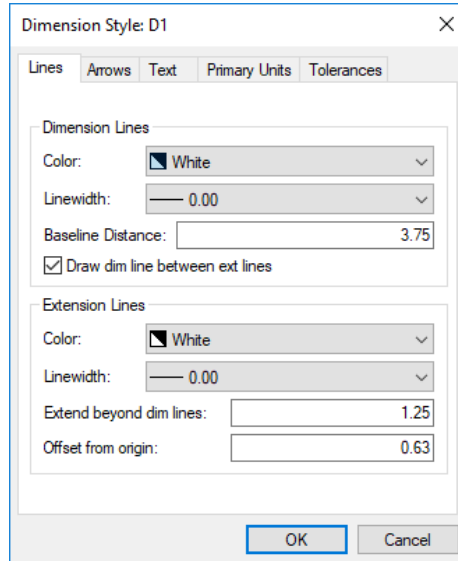 Dimension Style: D1
Lines Arrows Text Primary Units Tolerances
Dimension Lines
Color: White
Linewidth: 0.00
Baseline Distance: 3.75
Draw dim line between ext lines
Extension Lines
Color: White
Linewidth: 0.00
Extend beyond dim lines: 1.25
Offset from origin: 0.63
OK Cancel